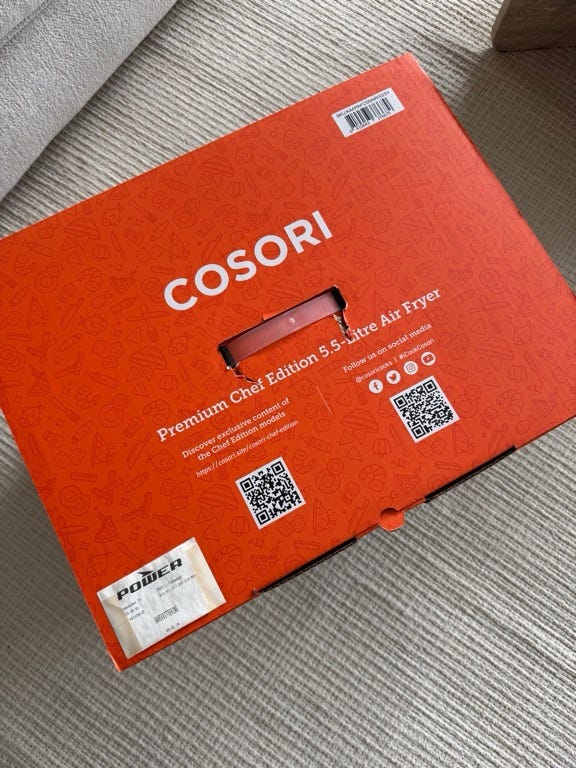 COSORI
Premium Chef Edition 5.5-Litre Air Fryer
Discover exclusive content of
the Chef Edition models
https://cosori.site/cosori-chef-edition
Follow us on social media
@cosoricooks | #iCookCosori
POWER